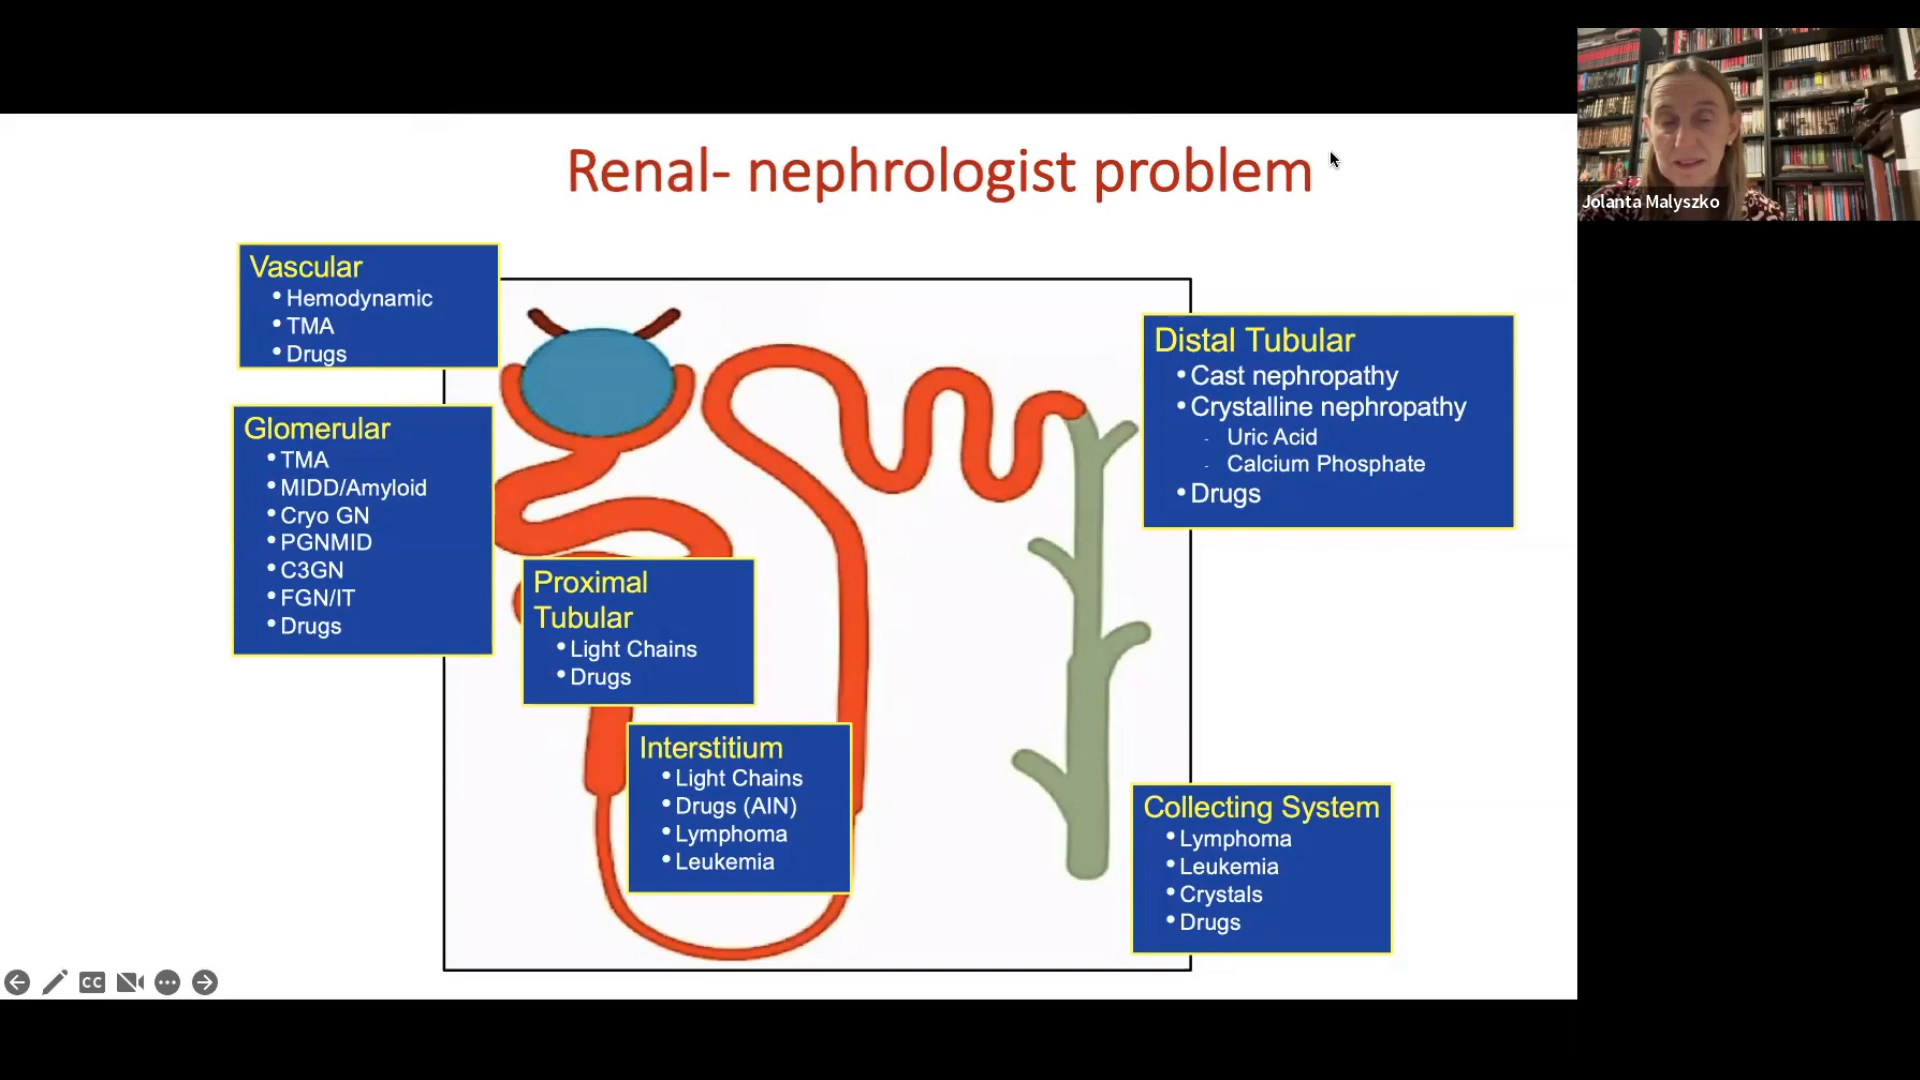 Renal- nephrologist problem
Jolanta Malyszko
Vascular
• Hemodynamic
• TMA
• Drugs
Glomerular
• TMA
• MIDD/Amyloid
• Cryo GN
• PGNMID
• C3GN
• FGN/IT
• Drugs
Proximal
Tubular
• Light Chains
• Drugs
Interstitium
• Light Chains
• Drugs (AIN)
• Lymphoma
• Leukemia
Distal Tubular
• Cast nephropathy
• Crystalline nephropathy
- Uric Acid
- Calcium Phosphate
• Drugs
Collecting System
• Lymphoma
• Leukemia
• Crystals
• Drugs
CC